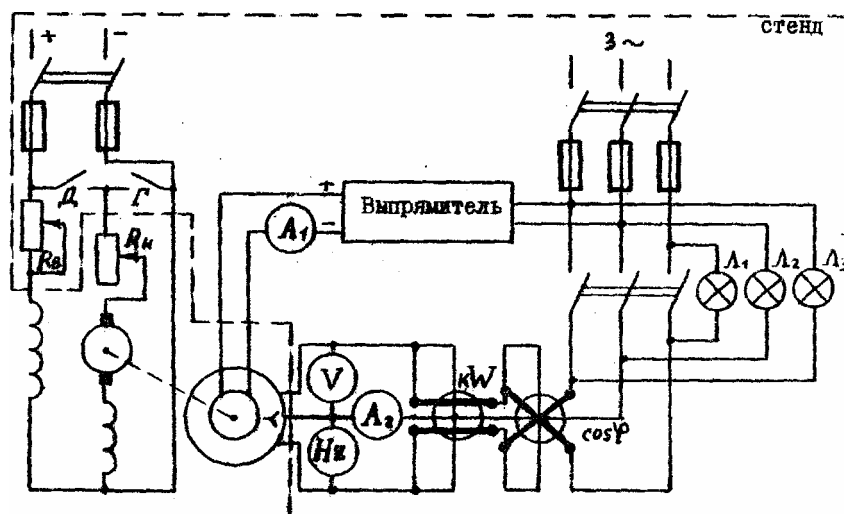 стенд
+ -
3 ~
Д Г
Rв
Rн
+
A1
-
Выпрямитель
Л1 Л2 Л3
V
kW
A2
Hz
cosφ